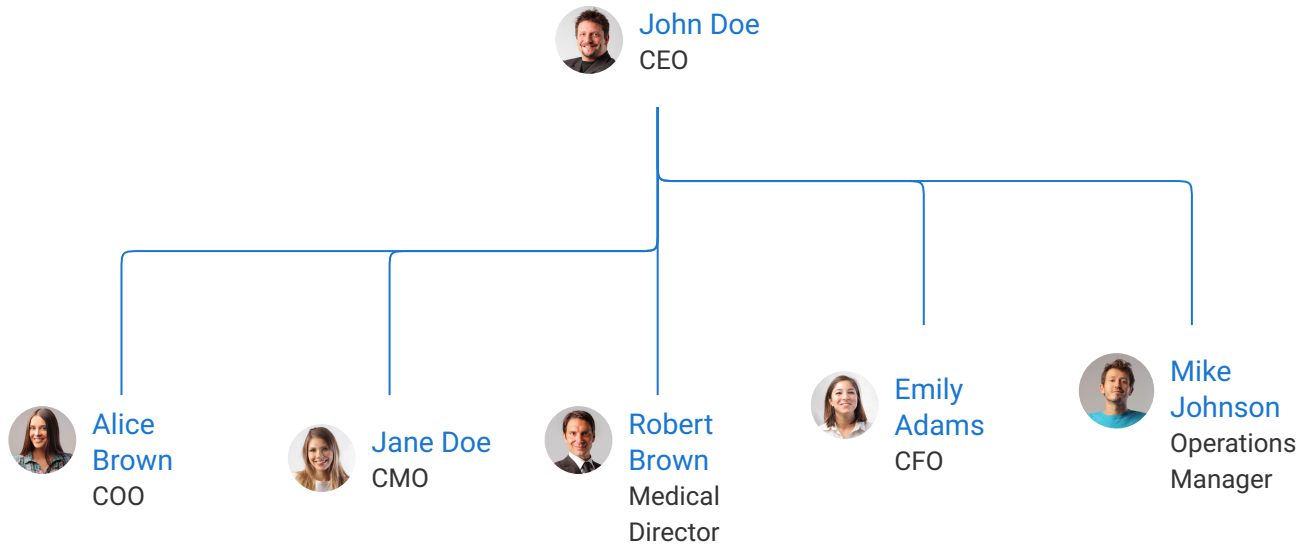 John Doe
CEO
Alice
Brown
COO
Jane Doe
CMO
Robert
Brown
Medical
Director
Emily
Adams
CFO
Mike
Johnson
Operations
Manager